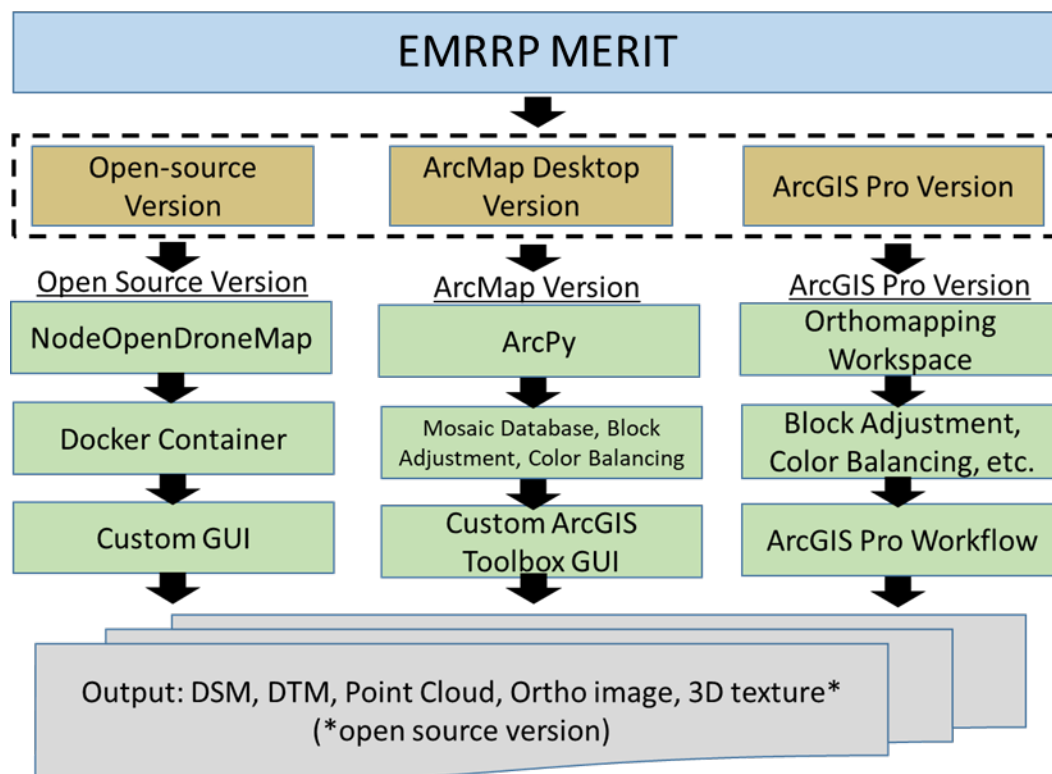 EMRRP MERIT
Open-source
Version
ArcMap Desktop
Version
ArcGIS Pro Version
Open Source Version
NodeOpenDroneMap
Docker Container
Custom GUI
ArcMap Version
ArcPy
Mosaic Database, Block
Adjustment, Color Balancing
Custom ArcGIS
Toolbox GUI
ArcGIS Pro Version
Orthomapping
Workspace
Block Adjustment,
Color Balancing, etc.
ArcGIS Pro Workflow
Output: DSM, DTM, Point Cloud, Ortho image, 3D texture*
(*open source version)